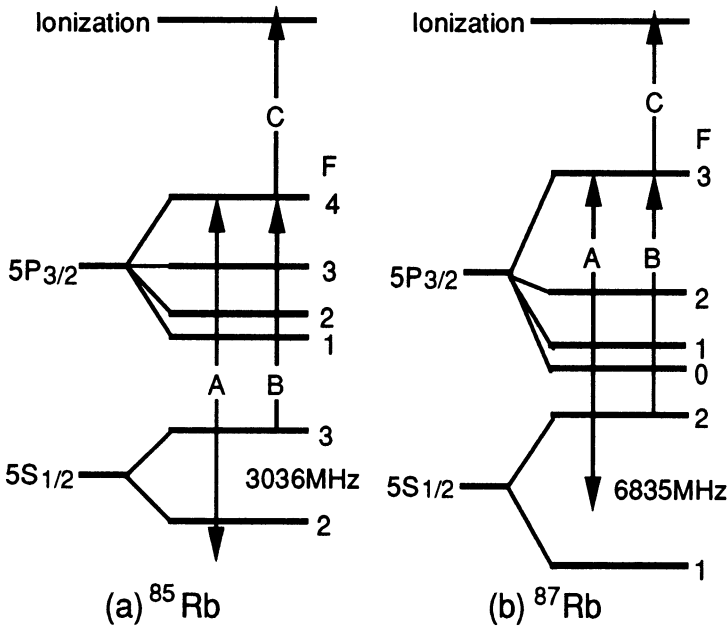 Ionization
C
F
4
5P3/2
3
2
1
A B
3
5S1/2
3036MHz
2
(a) 85Rb
Ionization
C
F
3
A B
5P3/2
2
1
0
2
5S1/2
6835MHz
1
(b) 87Rb